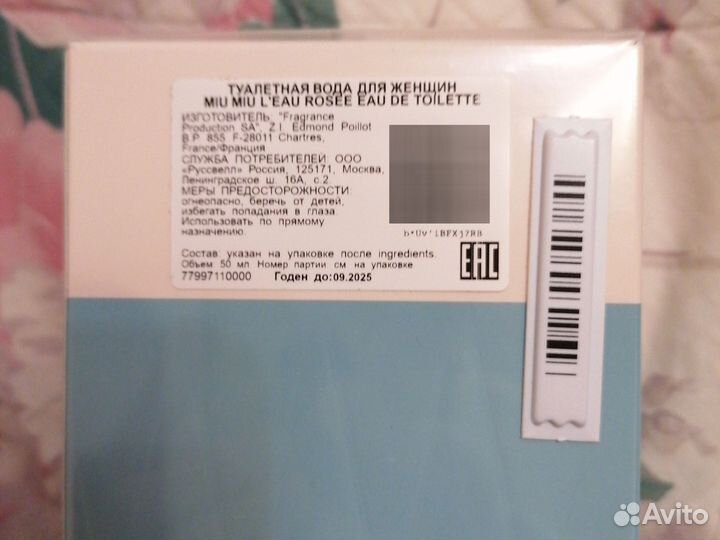 ТУАЛЕТНАЯ ВОДА ДЛЯ ЖЕНЩИН
MIU MIU L'EAU ROSÉE EAU DE TOILETTE
ИЗГОТОВИТЕЛЬ: "Fragrance
Production SA", Z.I. Edmond Poillot
B.P. 855 F-28011 Chartres,
France/Франция
СЛУЖБА ПОТРЕБИТЕЛЕЙ: ООО
«Руссвелл» Россия, 125171, Москва,
Ленинградское ш. 16А, с.2
МЕРЫ ПРЕДОСТОРОЖНОСТИ:
огнеопасно, беречь от детей,
избегать попадания в глаза.
Использовать по прямому
назначению.
Состав: указан на упаковке после ingredients.
Объем: 50 мл. Номер партии: см. на упаковке
77997110000 Годен до:09.2025
EAC
Avito